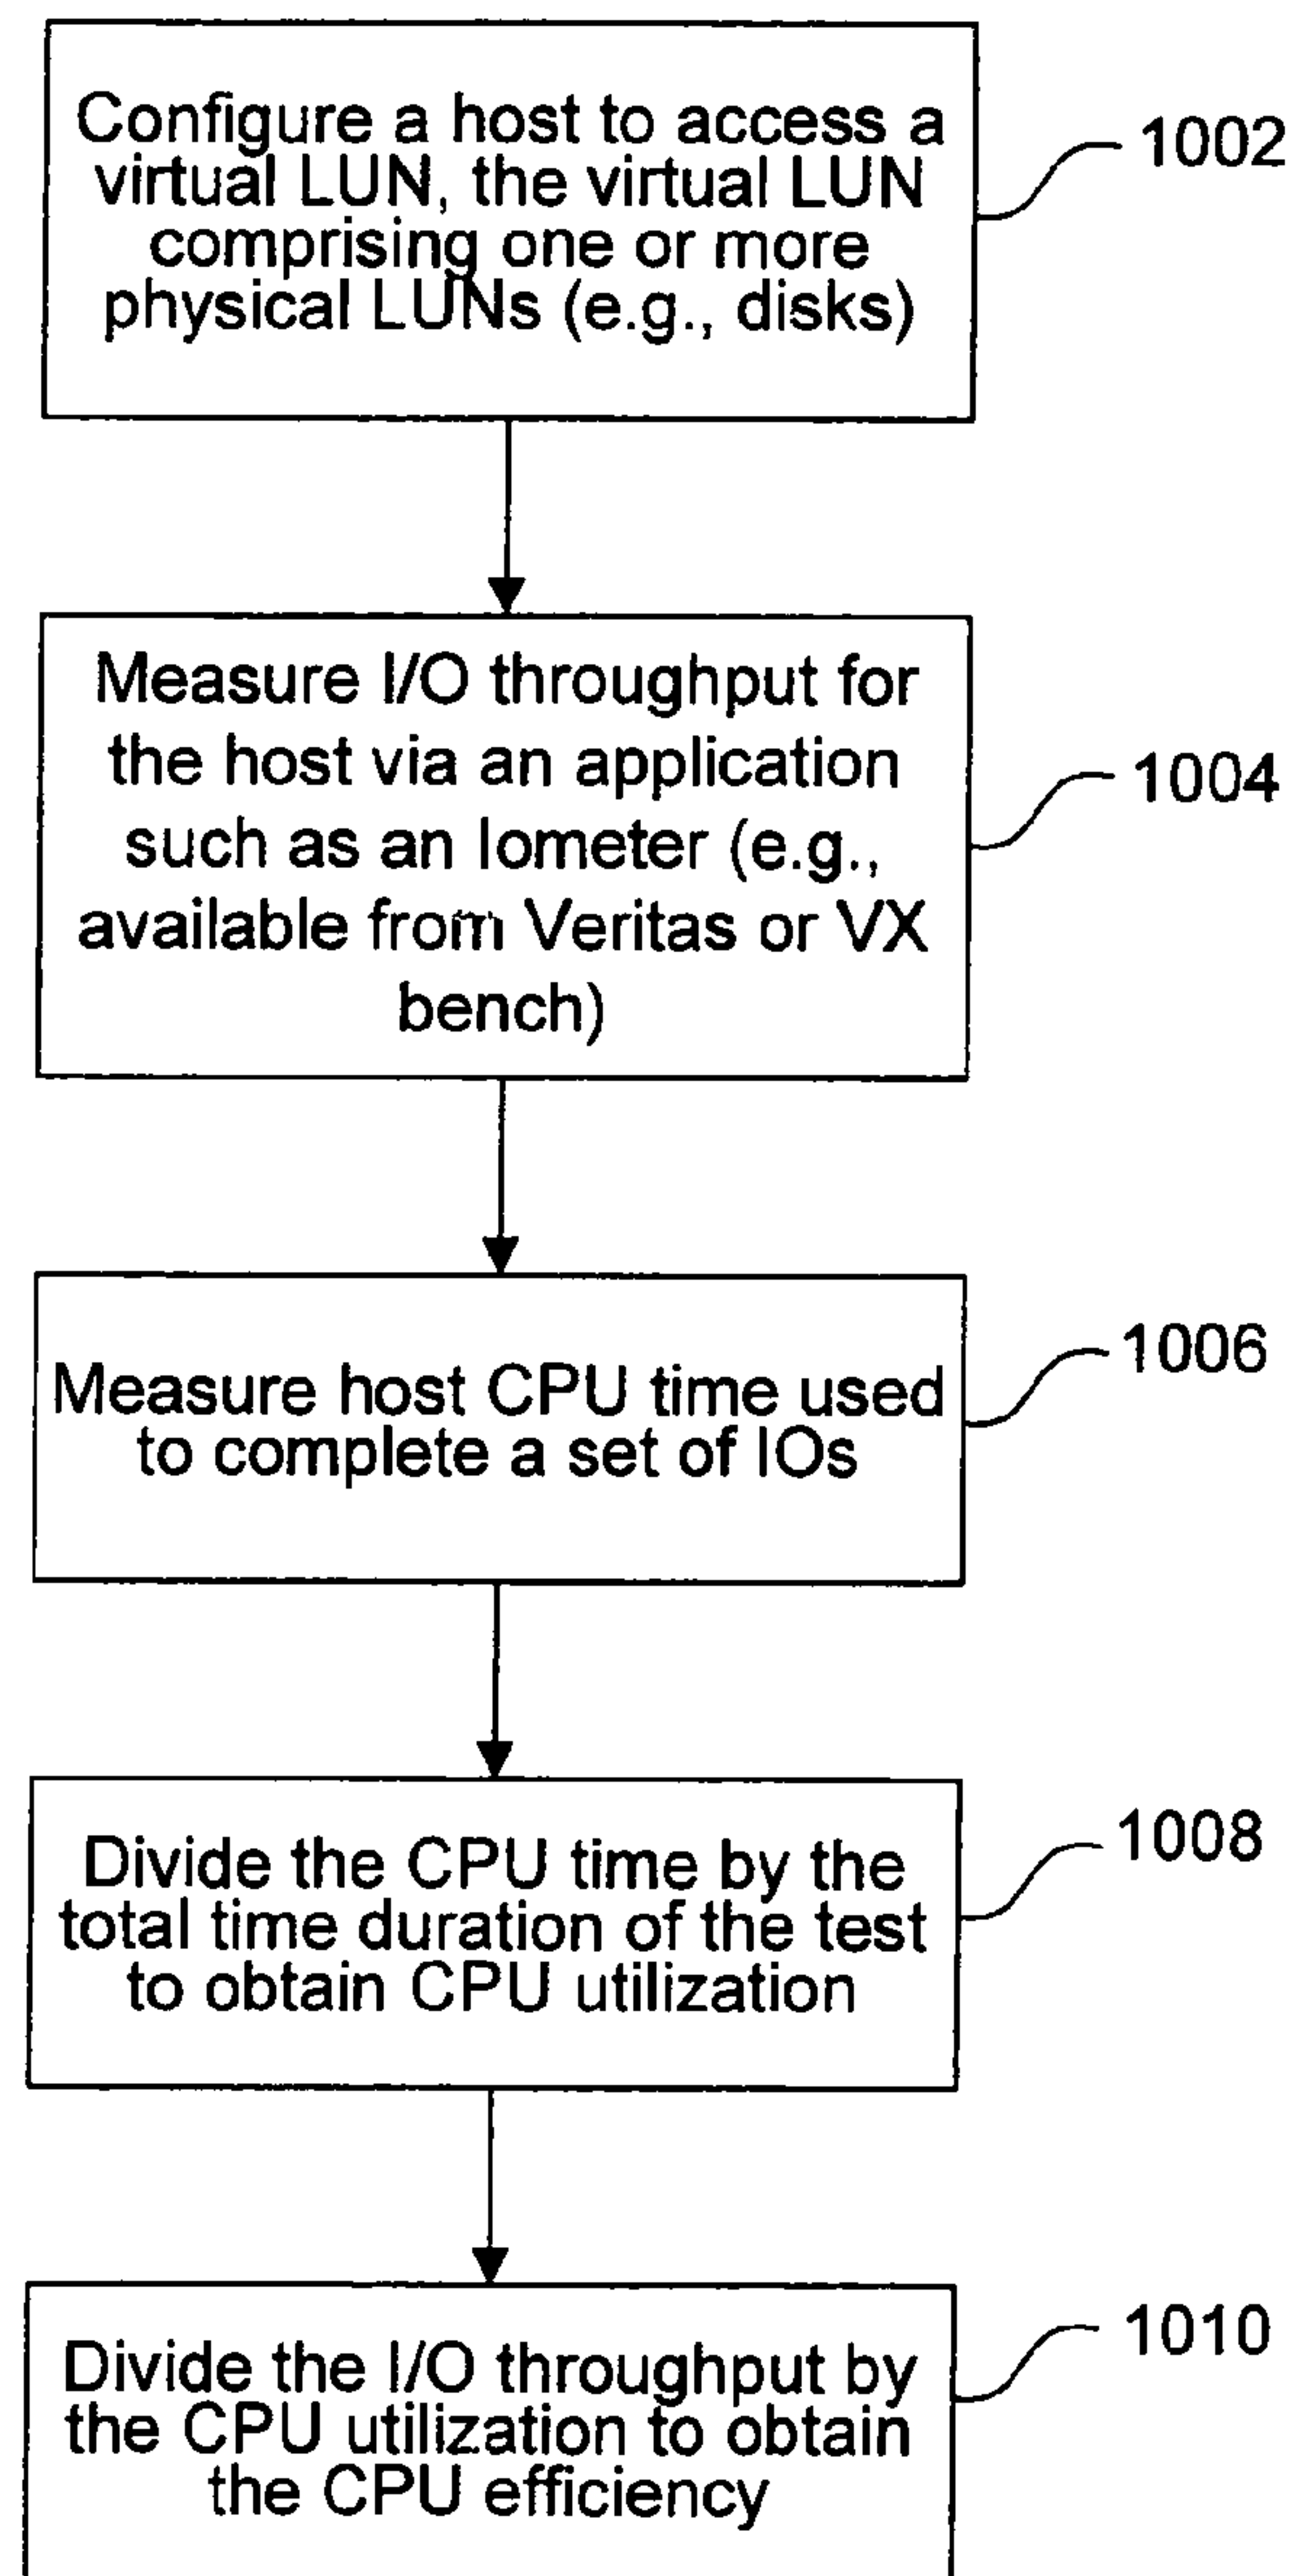 Configure a host to access a
virtual LUN, the virtual LUN
comprising one or more
physical LUNs (e.g., disks)
1002
Measure I/O throughput for
the host via an application
such as an Iometer (e.g.,
available from Veritas or VX
bench)
1004
Measure host CPU time used
to complete a set of IOs
1006
Divide the CPU time by the
total time duration of the test
to obtain CPU utilization
1008
Divide the I/O throughput by
the CPU utilization to obtain
the CPU efficiency
1010